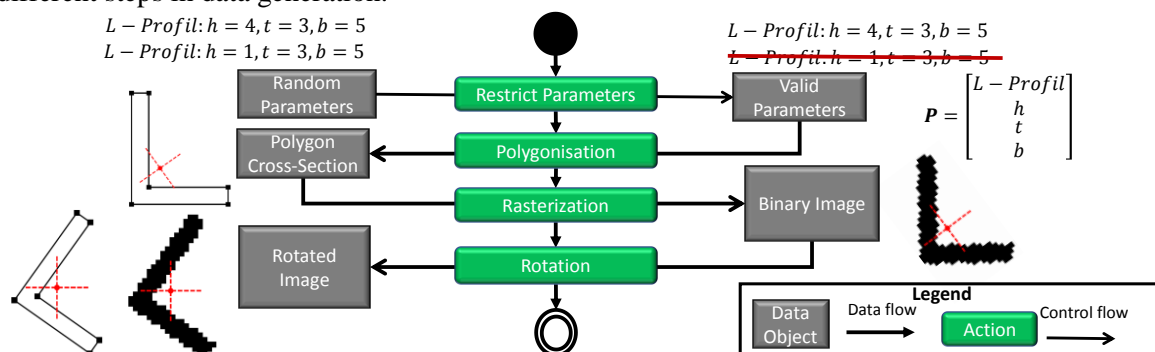 different steps in data generation.
L − Profil: h = 4, t = 3, b = 5
L − Profil: h = 1, t = 3, b = 5
L − Profil: h = 4, t = 3, b = 5
L − Profil: h = 1, t = 3, b = 5
Random
Parameters
Restrict Parameters
Valid
Parameters
P = [L − Profil
h
t
b]
Polygon
Cross-Section
Polygonisation
Rasterization
Binary Image
Rotated
Image
Rotation
Legend
Data
Object
Data flow
Action
Control flow